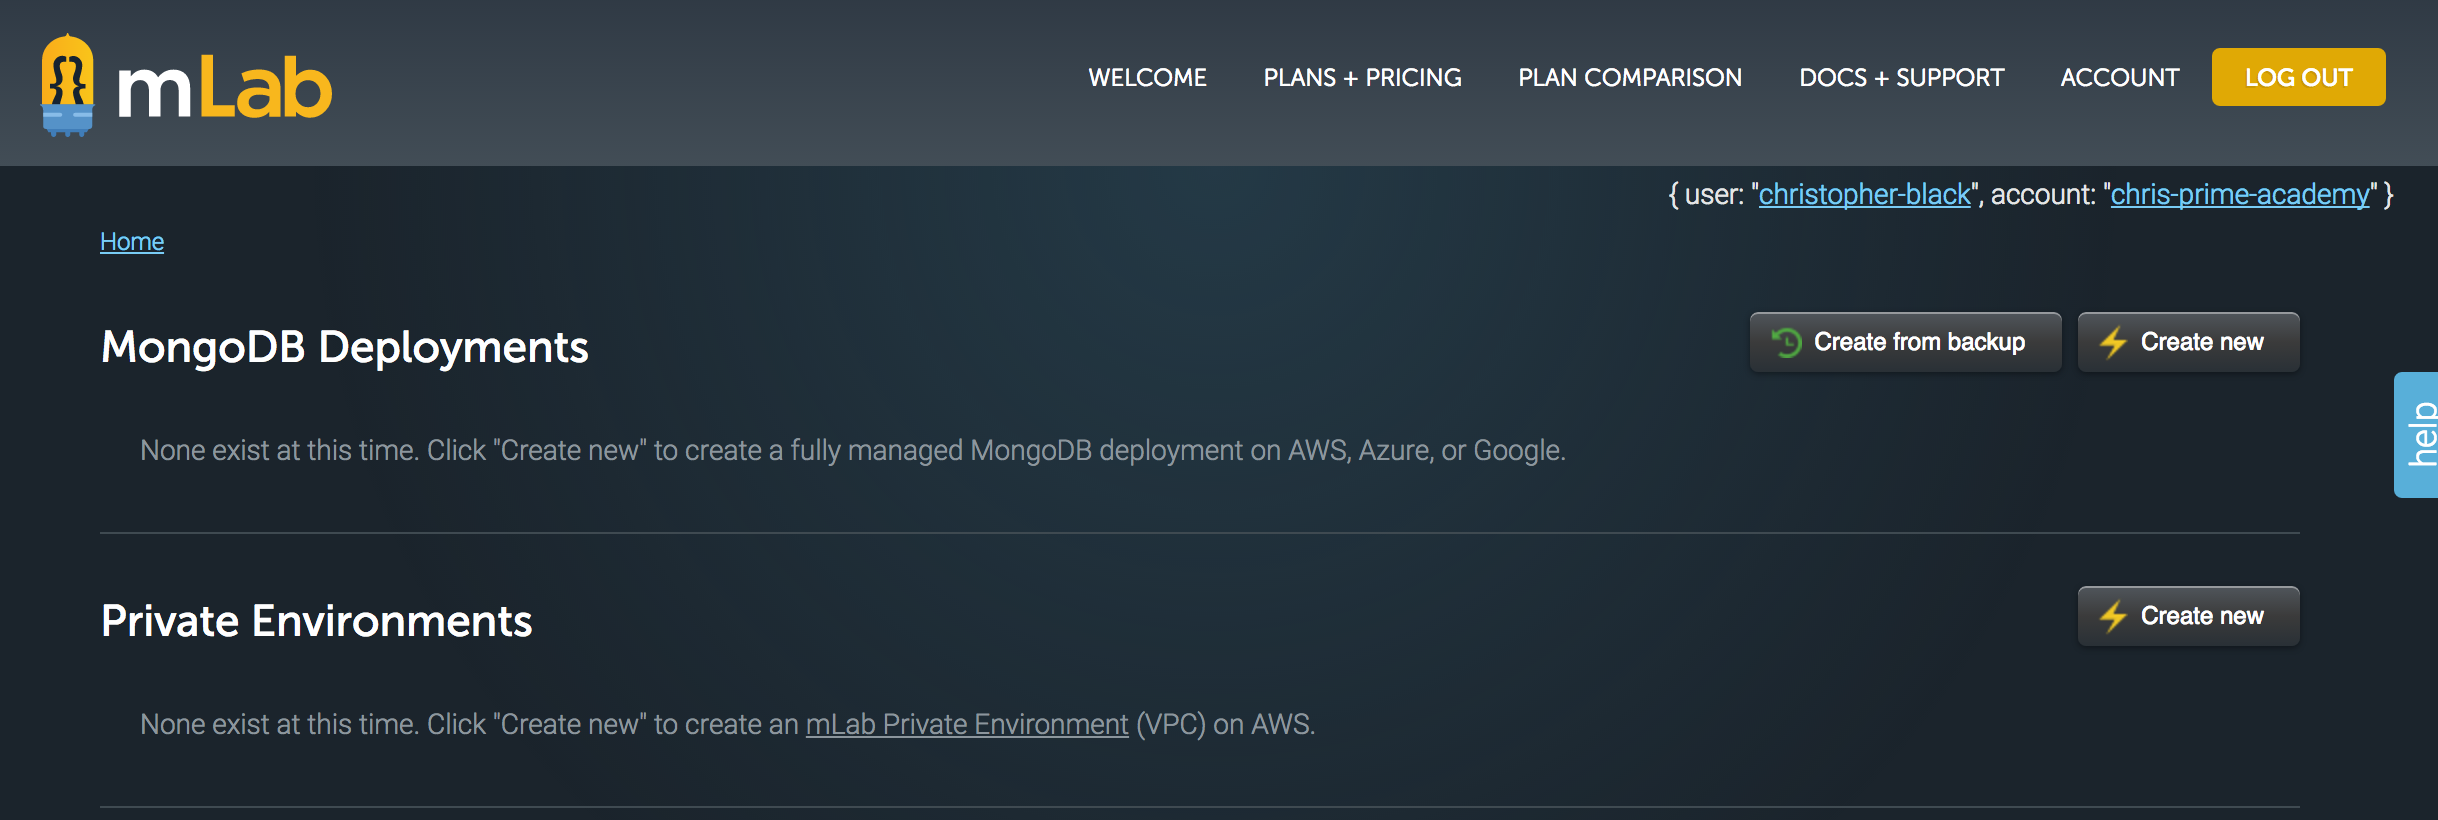 {} mLab
WELCOME PLANS + PRICING PLAN COMPARISON DOCS + SUPPORT ACCOUNT LOG OUT
{ user: "christopher-black", account: "chris-prime-academy" }
Home
MongoDB Deployments
Create from backup
Create new
None exist at this time. Click "Create new" to create a fully managed MongoDB deployment on AWS, Azure, or Google.
help
Private Environments
Create new
None exist at this time. Click "Create new" to create an mLab Private Environment (VPC) on AWS.